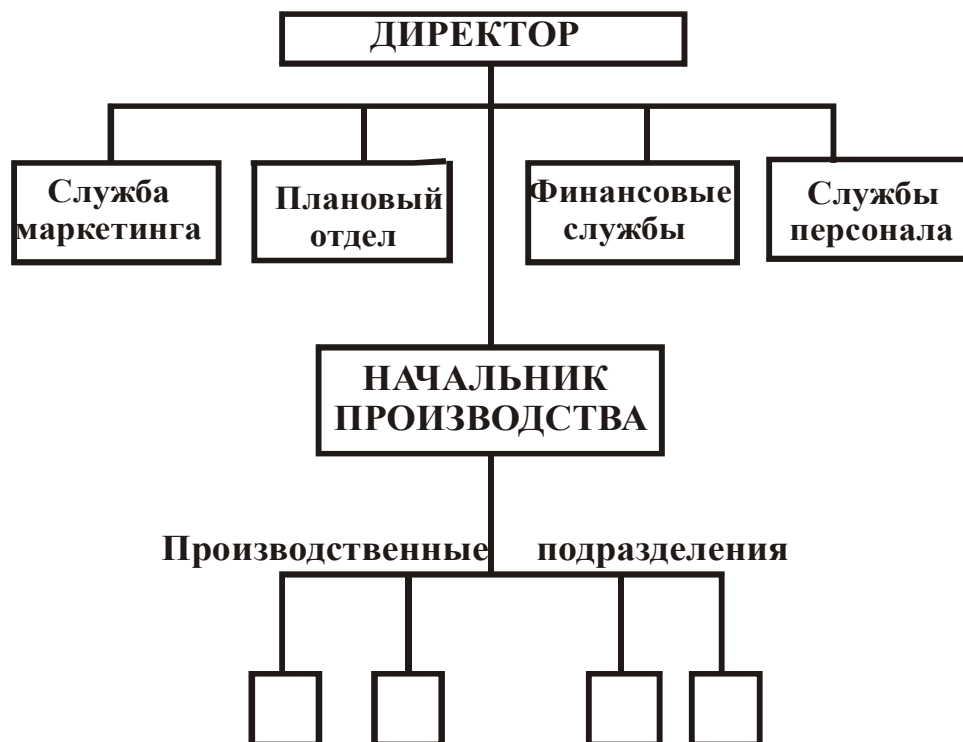 ДИРЕКТОР
Служба
маркетинга
Плановый
отдел
Финансовые
службы
Службы
персонала
НАЧАЛЬНИК
ПРОИЗВОДСТВА
Производственные подразделения